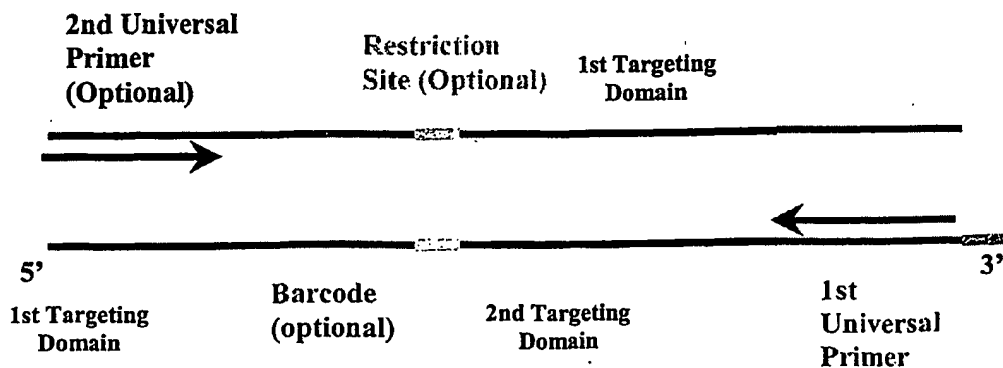 2nd Universal
Primer
(Optional)
Restriction
Site (Optional)
1st Targeting
Domain
5’
3’
1st Targeting
Domain
Barcode
(optional)
2nd Targeting
Domain
1st
Universal
Primer